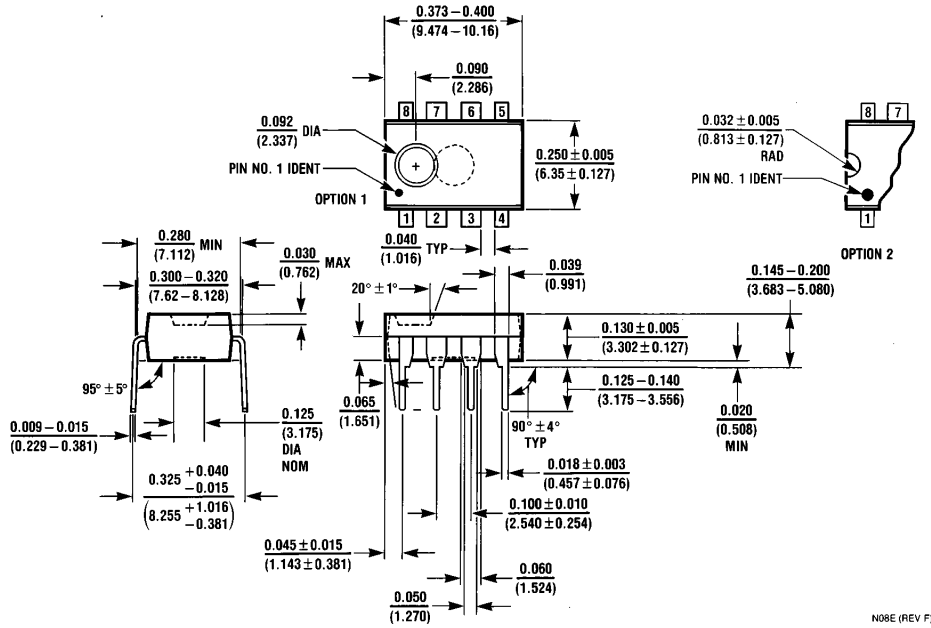 0.373 – 0.400
(9.474 – 10.16)
0.090
(2.286)
8 7 6 5
0.092 DIA
(2.337)
PIN NO. 1 IDENT
OPTION 1
1 2 3 4
0.250 ± 0.005
(6.35 ± 0.127)
0.032 ± 0.005
(0.813 ± 0.127)
RAD
PIN NO. 1 IDENT
8 7
1
OPTION 2
0.280 MIN
(7.112)
0.300 – 0.320
(7.62 – 8.128)
0.030 MAX
(0.762)
0.040 TYP
(1.016)
20° ± 1°
0.039
(0.991)
0.145 – 0.200
(3.683 – 5.080)
0.130 ± 0.005
(3.302 ± 0.127)
0.125 – 0.140
(3.175 – 3.556)
0.020
(0.508)
MIN
95° ± 5°
0.009 – 0.015
(0.229 – 0.381)
0.125
(3.175)
DIA
NOM
0.065
(1.651)
90° ± 4°
TYP
0.018 ± 0.003
(0.457 ± 0.076)
0.325 +0.040
–0.015
(8.255 +1.016
–0.381)
0.100 ± 0.010
(2.540 ± 0.254)
0.045 ± 0.015
(1.143 ± 0.381)
0.060
(1.524)
0.050
(1.270)
N08E (REV F)